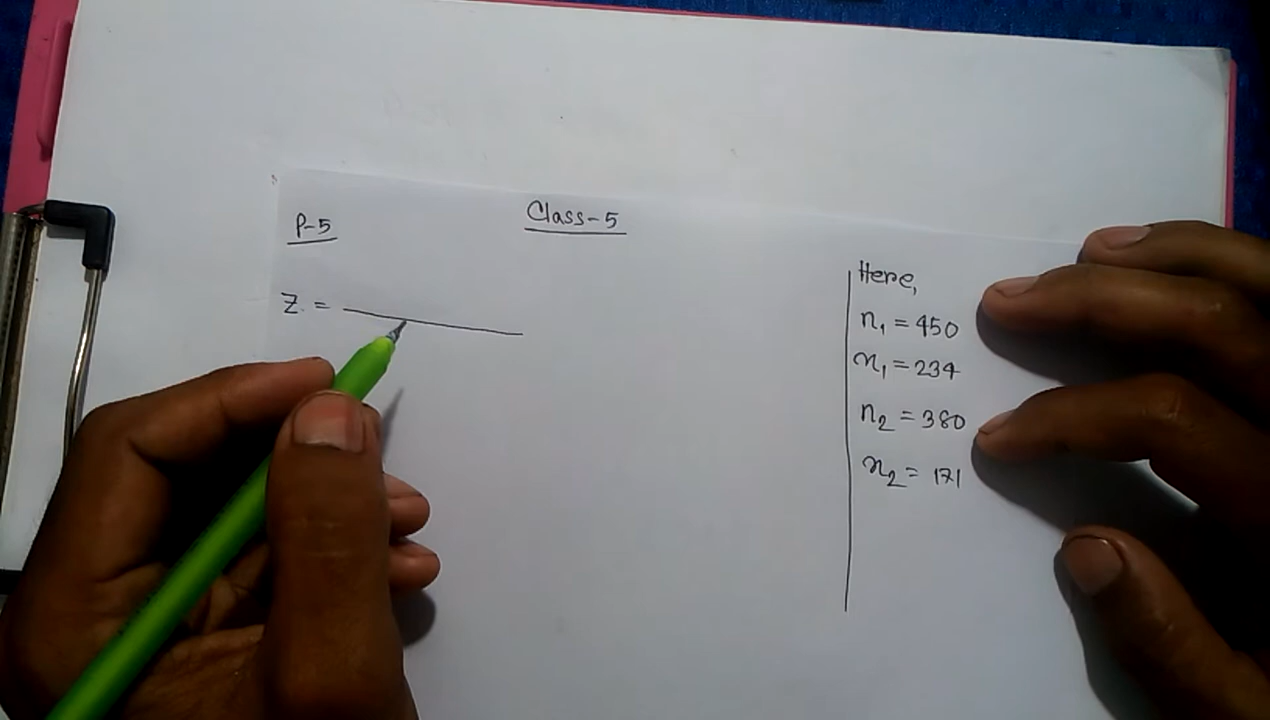 Class-5
P-5
Z =
Here,
n₁ = 450
x₁ = 234
n₂ = 380
x₂ = 171